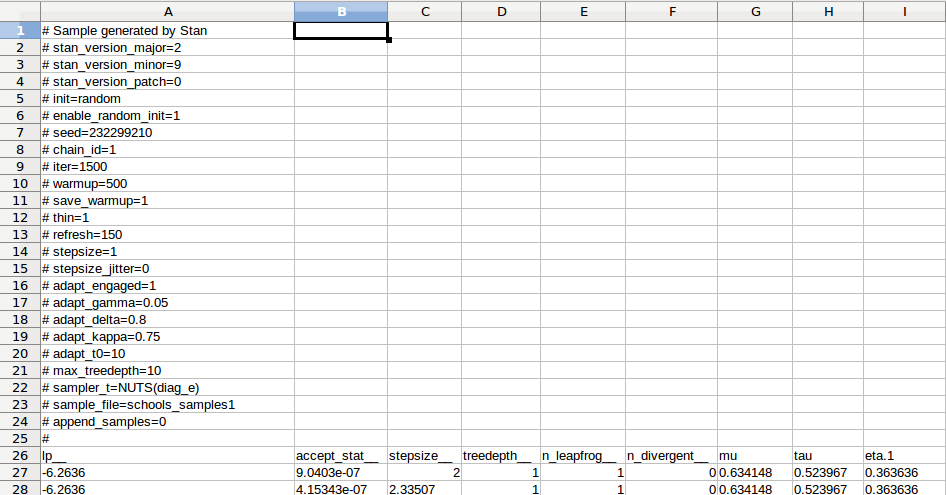 A B C D E F G H I
1 # Sample generated by Stan
2 # stan_version_major=2
3 # stan_version_minor=9
4 # stan_version_patch=0
5 # init=random
6 # enable_random_init=1
7 # seed=232299210
8 # chain_id=1
9 # iter=1500
10 # warmup=500
11 # save_warmup=1
12 # thin=1
13 # refresh=150
14 # stepsize=1
15 # stepsize_jitter=0
16 # adapt_engaged=1
17 # adapt_gamma=0.05
18 # adapt_delta=0.8
19 # adapt_kappa=0.75
20 # adapt_t0=10
21 # max_treedepth=10
22 # sampler_t=NUTS(diag_e)
23 # sample_file=schools_samples1
24 # append_samples=0
25 #
26 lp__ accept_stat__ stepsize__ treedepth__ n_leapfrog__ n_divergent__ mu tau eta.1
27 -6.2636 9.0403e-07 2 1 1 0 0.634148 0.523967 0.363636
28 -6.2636 4.15343e-07 2.33507 1 1 0 0.634148 0.523967 0.363636